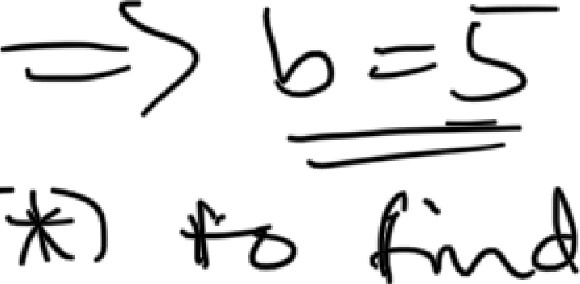 => b = 5
(*) to find